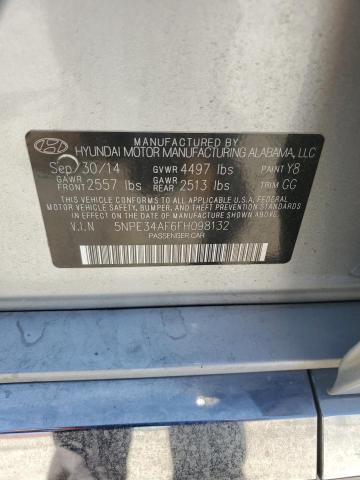 MANUFACTURED BY
HYUNDAI MOTOR MANUFACTURING ALABAMA, LLC
Sep/30/14 GVWR 4497 lbs PAINT Y8
GAWR FRONT 2557 lbs GAWR REAR 2513 lbs TRIM GG
THIS VEHICLE CONFORMS TO ALL APPLICABLE U.S.A. FEDERAL
MOTOR VEHICLE SAFETY, BUMPER, AND THEFT PREVENTION
STANDARDS IN EFFECT ON THE DATE OF MANUFACTURE
SHOWN ABOVE.
V.I.N 5NPE34AF6FH098132
PASSENGER CAR